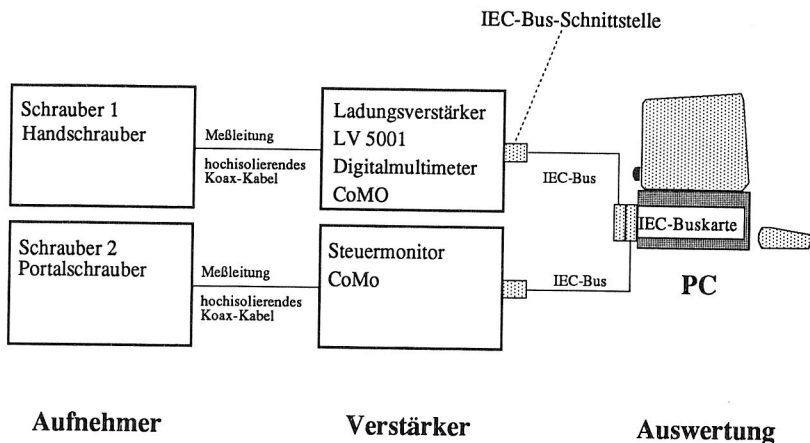 IEC-Bus-Schnittstelle
Schrauber 1
Handschrauber
Meßleitung
hochisolierendes
Koax-Kabel
Ladungsverstärker
LV 5001
Digitalmultimeter
CoMO
IEC-Bus
IEC-Buskarte
PC
Schrauber 2
Portalschrauber
Meßleitung
hochisolierendes
Koax-Kabel
Steuermonitor
CoMo
IEC-Bus
Aufnehmer
Verstärker
Auswertung